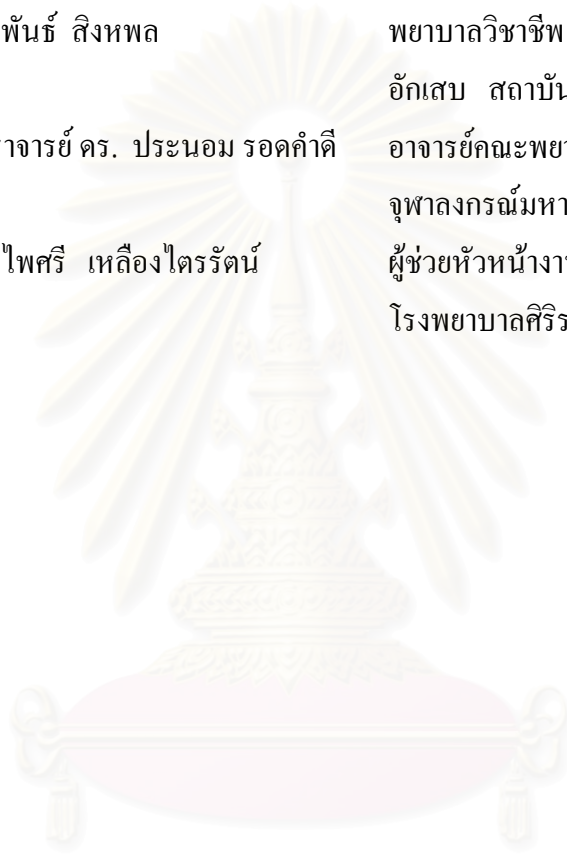 พันธ์ สิงหพล พยาบาลวิชาชีพ
อักเสบ สถาบัน
าจารย์ ดร. ประนอม รอดคำดี อาจารย์คณะพยา
จุฬาลงกรณ์มหา
ไพศรี เหลืองไตรรัตน์ ผู้ช่วยหัวหน้างา
โรงพยาบาลศิริร